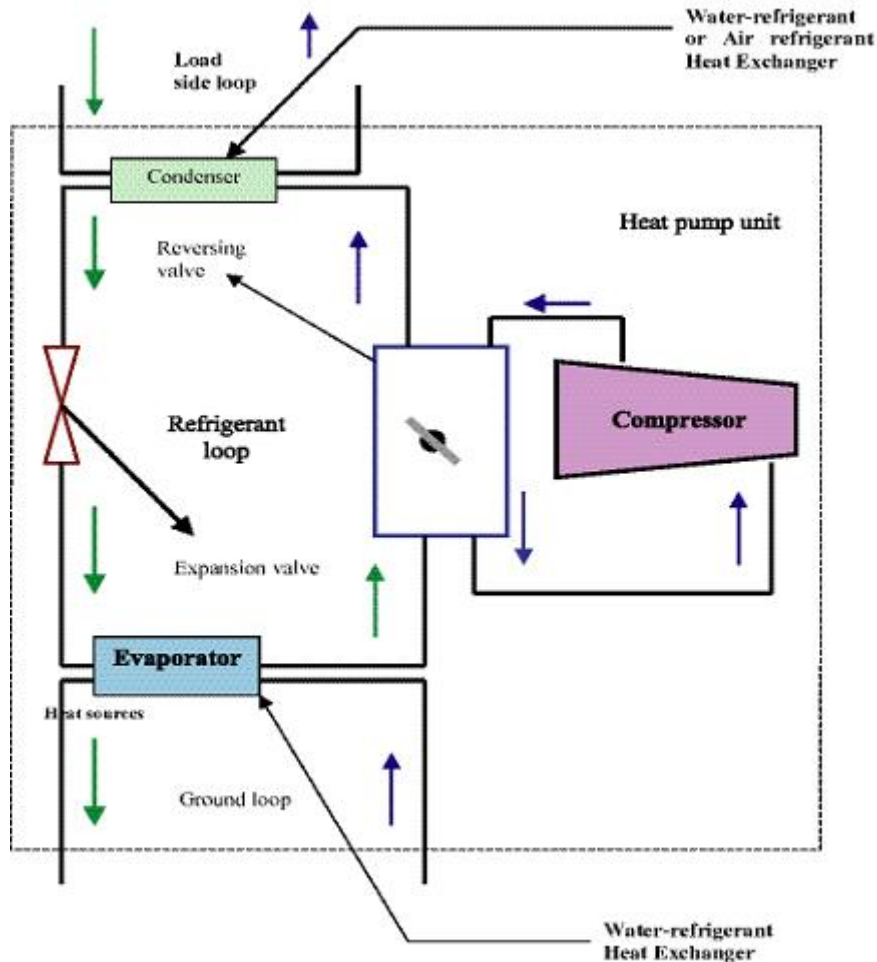 Water-refrigerant
or Air refrigerant
Heat Exchanger
Load
side loop
Condenser
Heat pump unit
Reversing
valve
Compressor
Refrigerant
loop
Expansion valve
Evaporator
Heat sources
Ground loop
Water-refrigerant
Heat Exchanger